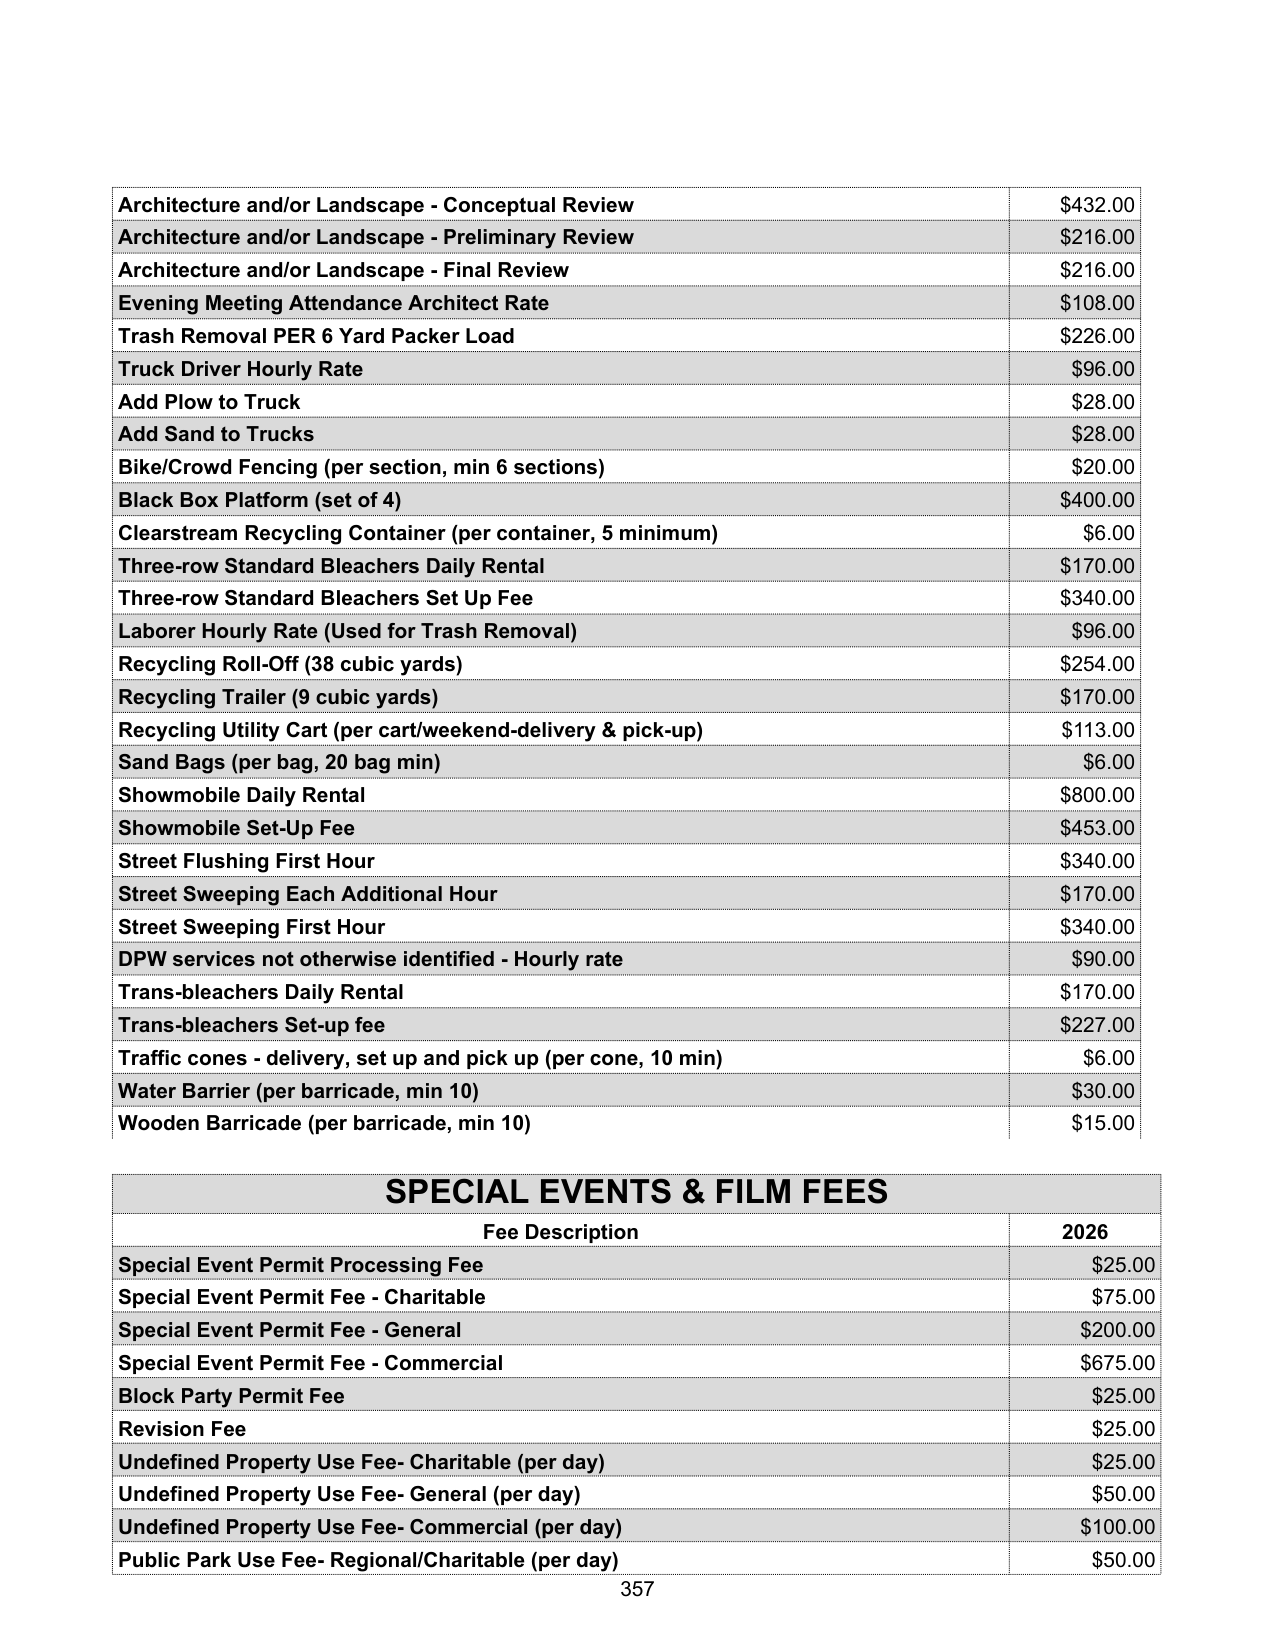 Architecture and/or Landscape - Conceptual Review $432.00
Architecture and/or Landscape - Preliminary Review $216.00
Architecture and/or Landscape - Final Review $216.00
Evening Meeting Attendance Architect Rate $108.00
Trash Removal PER 6 Yard Packer Load $226.00
Truck Driver Hourly Rate $96.00
Add Plow to Truck $28.00
Add Sand to Trucks $28.00
Bike/Crowd Fencing (per section, min 6 sections) $20.00
Black Box Platform (set of 4) $400.00
Clearstream Recycling Container (per container, 5 minimum) $6.00
Three-row Standard Bleachers Daily Rental $170.00
Three-row Standard Bleachers Set Up Fee $340.00
Laborer Hourly Rate (Used for Trash Removal) $96.00
Recycling Roll-Off (38 cubic yards) $254.00
Recycling Trailer (9 cubic yards) $170.00
Recycling Utility Cart (per cart/weekend-delivery & pick-up) $113.00
Sand Bags (per bag, 20 bag min) $6.00
Showmobile Daily Rental $800.00
Showmobile Set-Up Fee $453.00
Street Flushing First Hour $340.00
Street Sweeping Each Additional Hour $170.00
Street Sweeping First Hour $340.00
DPW services not otherwise identified - Hourly rate $90.00
Trans-bleachers Daily Rental $170.00
Trans-bleachers Set-up fee $227.00
Traffic cones - delivery, set up and pick up (per cone, 10 min) $6.00
Water Barrier (per barricade, min 10) $30.00
Wooden Barricade (per barricade, min 10) $15.00
SPECIAL EVENTS & FILM FEES
Fee Description 2026
Special Event Permit Processing Fee $25.00
Special Event Permit Fee - Charitable $75.00
Special Event Permit Fee - General $200.00
Special Event Permit Fee - Commercial $675.00
Block Party Permit Fee $25.00
Revision Fee $25.00
Undefined Property Use Fee- Charitable (per day) $25.00
Undefined Property Use Fee- General (per day) $50.00
Undefined Property Use Fee- Commercial (per day) $100.00
Public Park Use Fee- Regional/Charitable (per day) $50.00
357